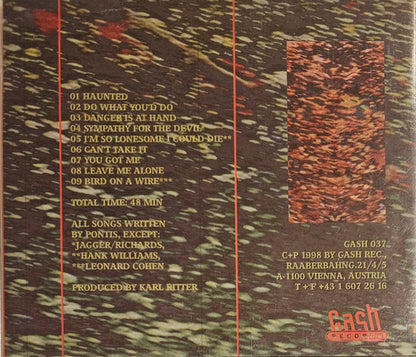 01 HAUNTED
02 DO WHAT YOU'D DO
03 DANGER IS AT HAND
04 SYMPATHY FOR THE DEVIL*
05 I'M SO LONESOME I COULD DIE**
06 CAN'T TAKE IT
07 YOU GOT ME
08 LEAVE ME ALONE
09 BIRD ON A WIRE***
TOTAL TIME: 48 MIN
ALL SONGS WRITTEN
BY PONTIS, EXCEPT:
*JAGGER/RICHARDS,
**HANK WILLIAMS,
***LEONARD COHEN
PRODUCED BY KARL RITTER
GASH 037
C+P 1998 BY GASH REC.,
RAABERBAHNG.21/4/5
A-1100 VIENNA, AUSTRIA
T+F +43 1 607 26 16
Gash
RECORDS